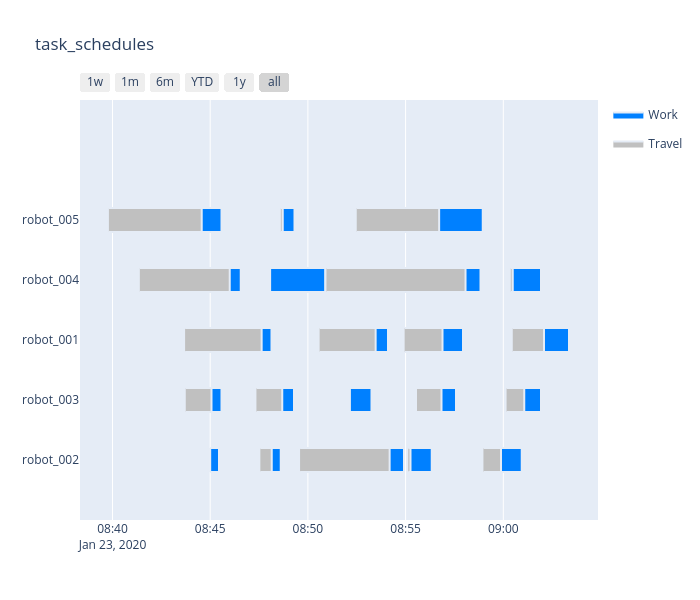 task_schedules
1w 1m 6m YTD 1y all
Work
Travel
robot_005
robot_004
robot_001
robot_003
robot_002
08:40 08:45 08:50 08:55 09:00
Jan 23, 2020